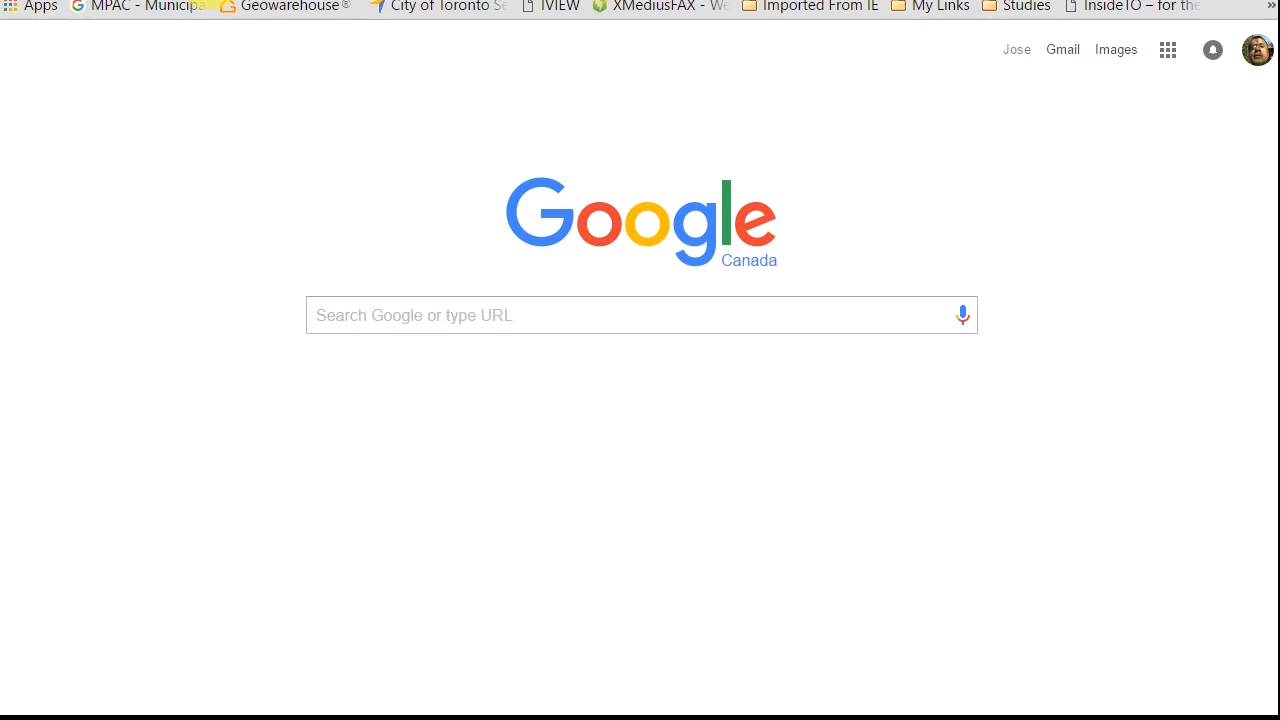 Apps MPAC - Municipa Geowarehouse® City of Toronto Se IVIEW XMediusFAX - We Imported From IE My Links Studies InsideTO – for the »
Jose Gmail Images
Google
Canada
Search Google or type URL